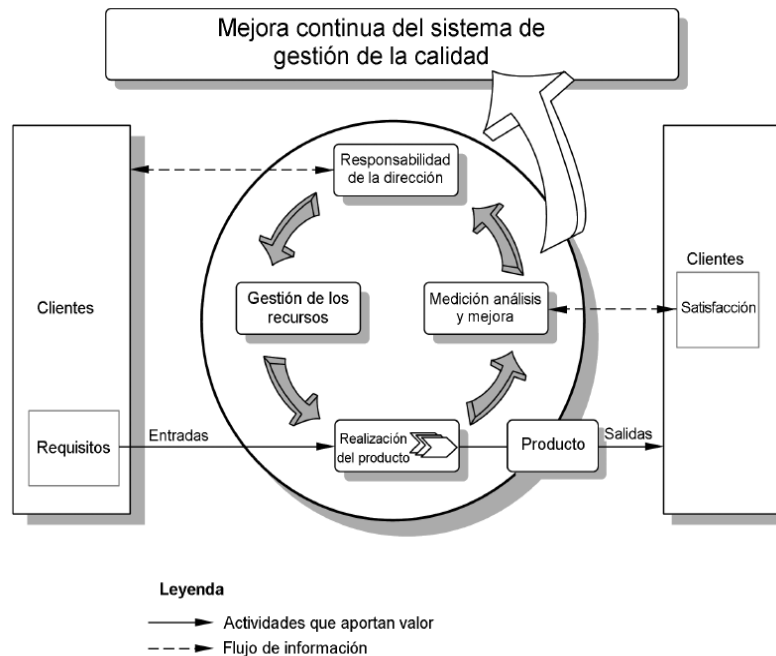 Mejora continua del sistema de
gestión de la calidad
Responsabilidad
de la dirección
Clientes
Gestión de los
recursos
Medición análisis
y mejora
Clientes
Satisfacción
Requisitos
Entradas
Realización
del producto
Producto
Salidas
Leyenda
Actividades que aportan valor
Flujo de información